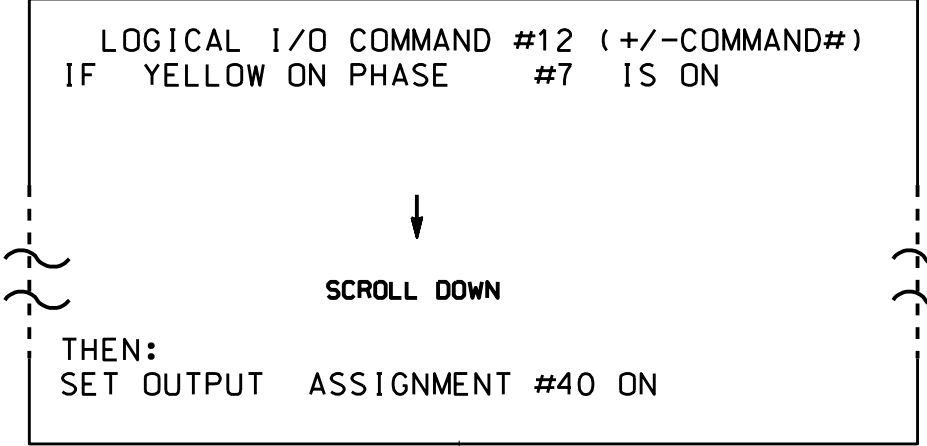 LOGICAL I/O COMMAND #12 (+/-COMMAND#)
IF YELLOW ON PHASE #7 IS ON
SCROLL DOWN
THEN:
SET OUTPUT ASSIGNMENT #40 ON